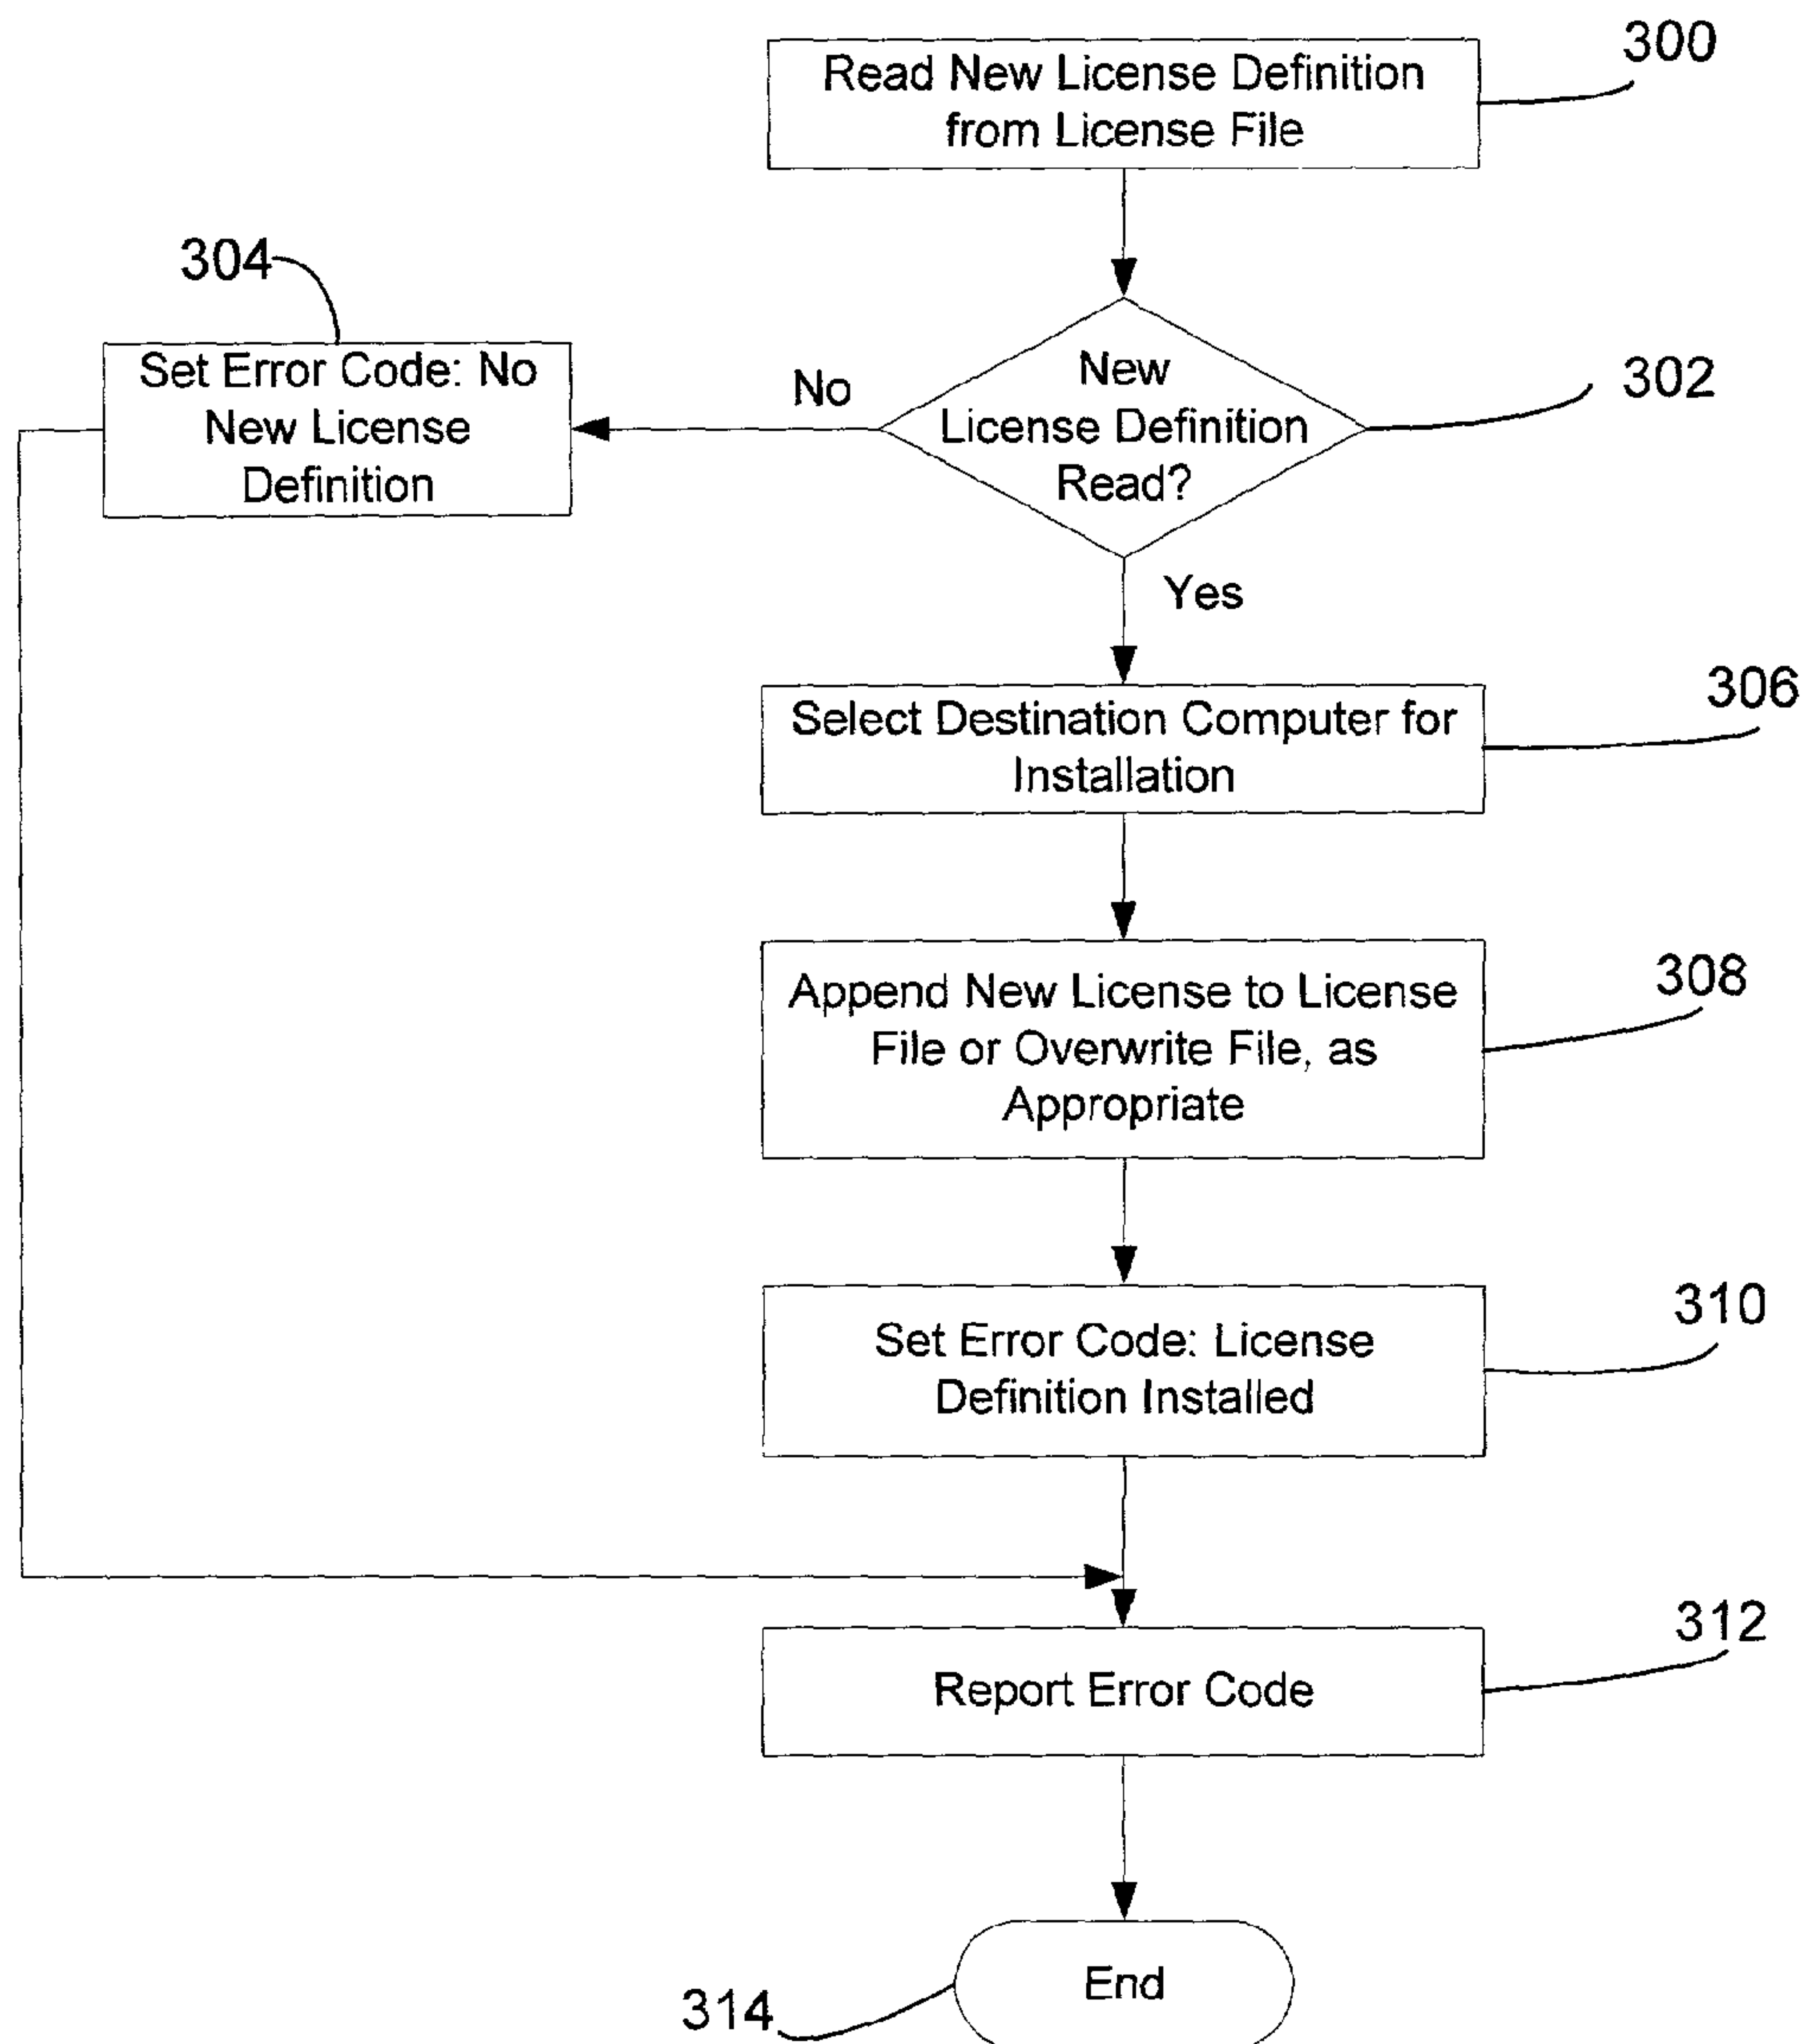 300
Read New License Definition
from License File
304
Set Error Code: No
New License
Definition
No
New
License Definition
Read?
302
Yes
306
Select Destination Computer for
Installation
308
Append New License to License
File or Overwrite File, as
Appropriate
310
Set Error Code: License
Definition Installed
312
Report Error Code
End
314